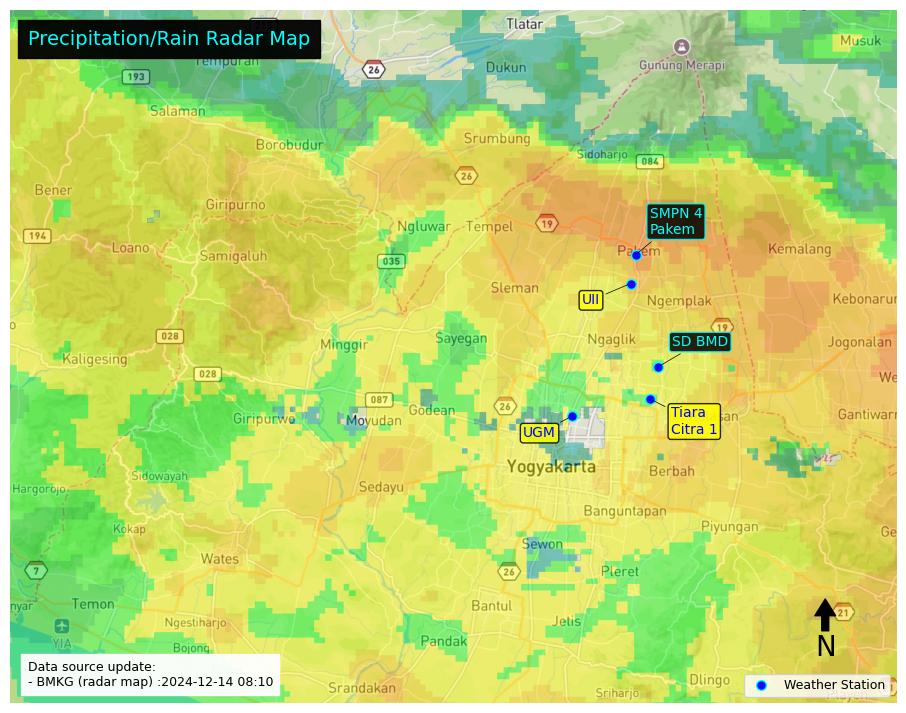 Precipitation/Rain Radar Map
Tlatar
Musuk
Gunung Merapi
26
Dukun
Tempuran
193
Salaman
Borobudur
Srumbung
Sidoharjo
084
26
Bener
Giripurno
SMPN 4
Pakem
194
Loano
Samigaluh
Ngluwar
Tempel
19
Pakem
Kemalang
035
Sleman
UII
Ngemplak
Kebonarum
028
Minggir
Sayegan
Ngaglik
19
SD BMD
Jogonalan
Kaligesing
028
087
Godean
26
Giripurwo
Moyudan
Tiara
Citra 1
Gantiwarno
UGM
Yogyakarta
Berbah
Sidowayah
Hargorojo
Sedayu
Banguntapan
Kokap
Piyungan
Wates
Sewon
26
Pleret
7
Temon
Bantul
Ngestiharjo
Jetis
21
YIA
Pandak
N
Bojong
Data source update:
- BMKG (radar map) :2024-12-14 08:10
Srandakan
Dlingo
Sriharjo
Weather Station